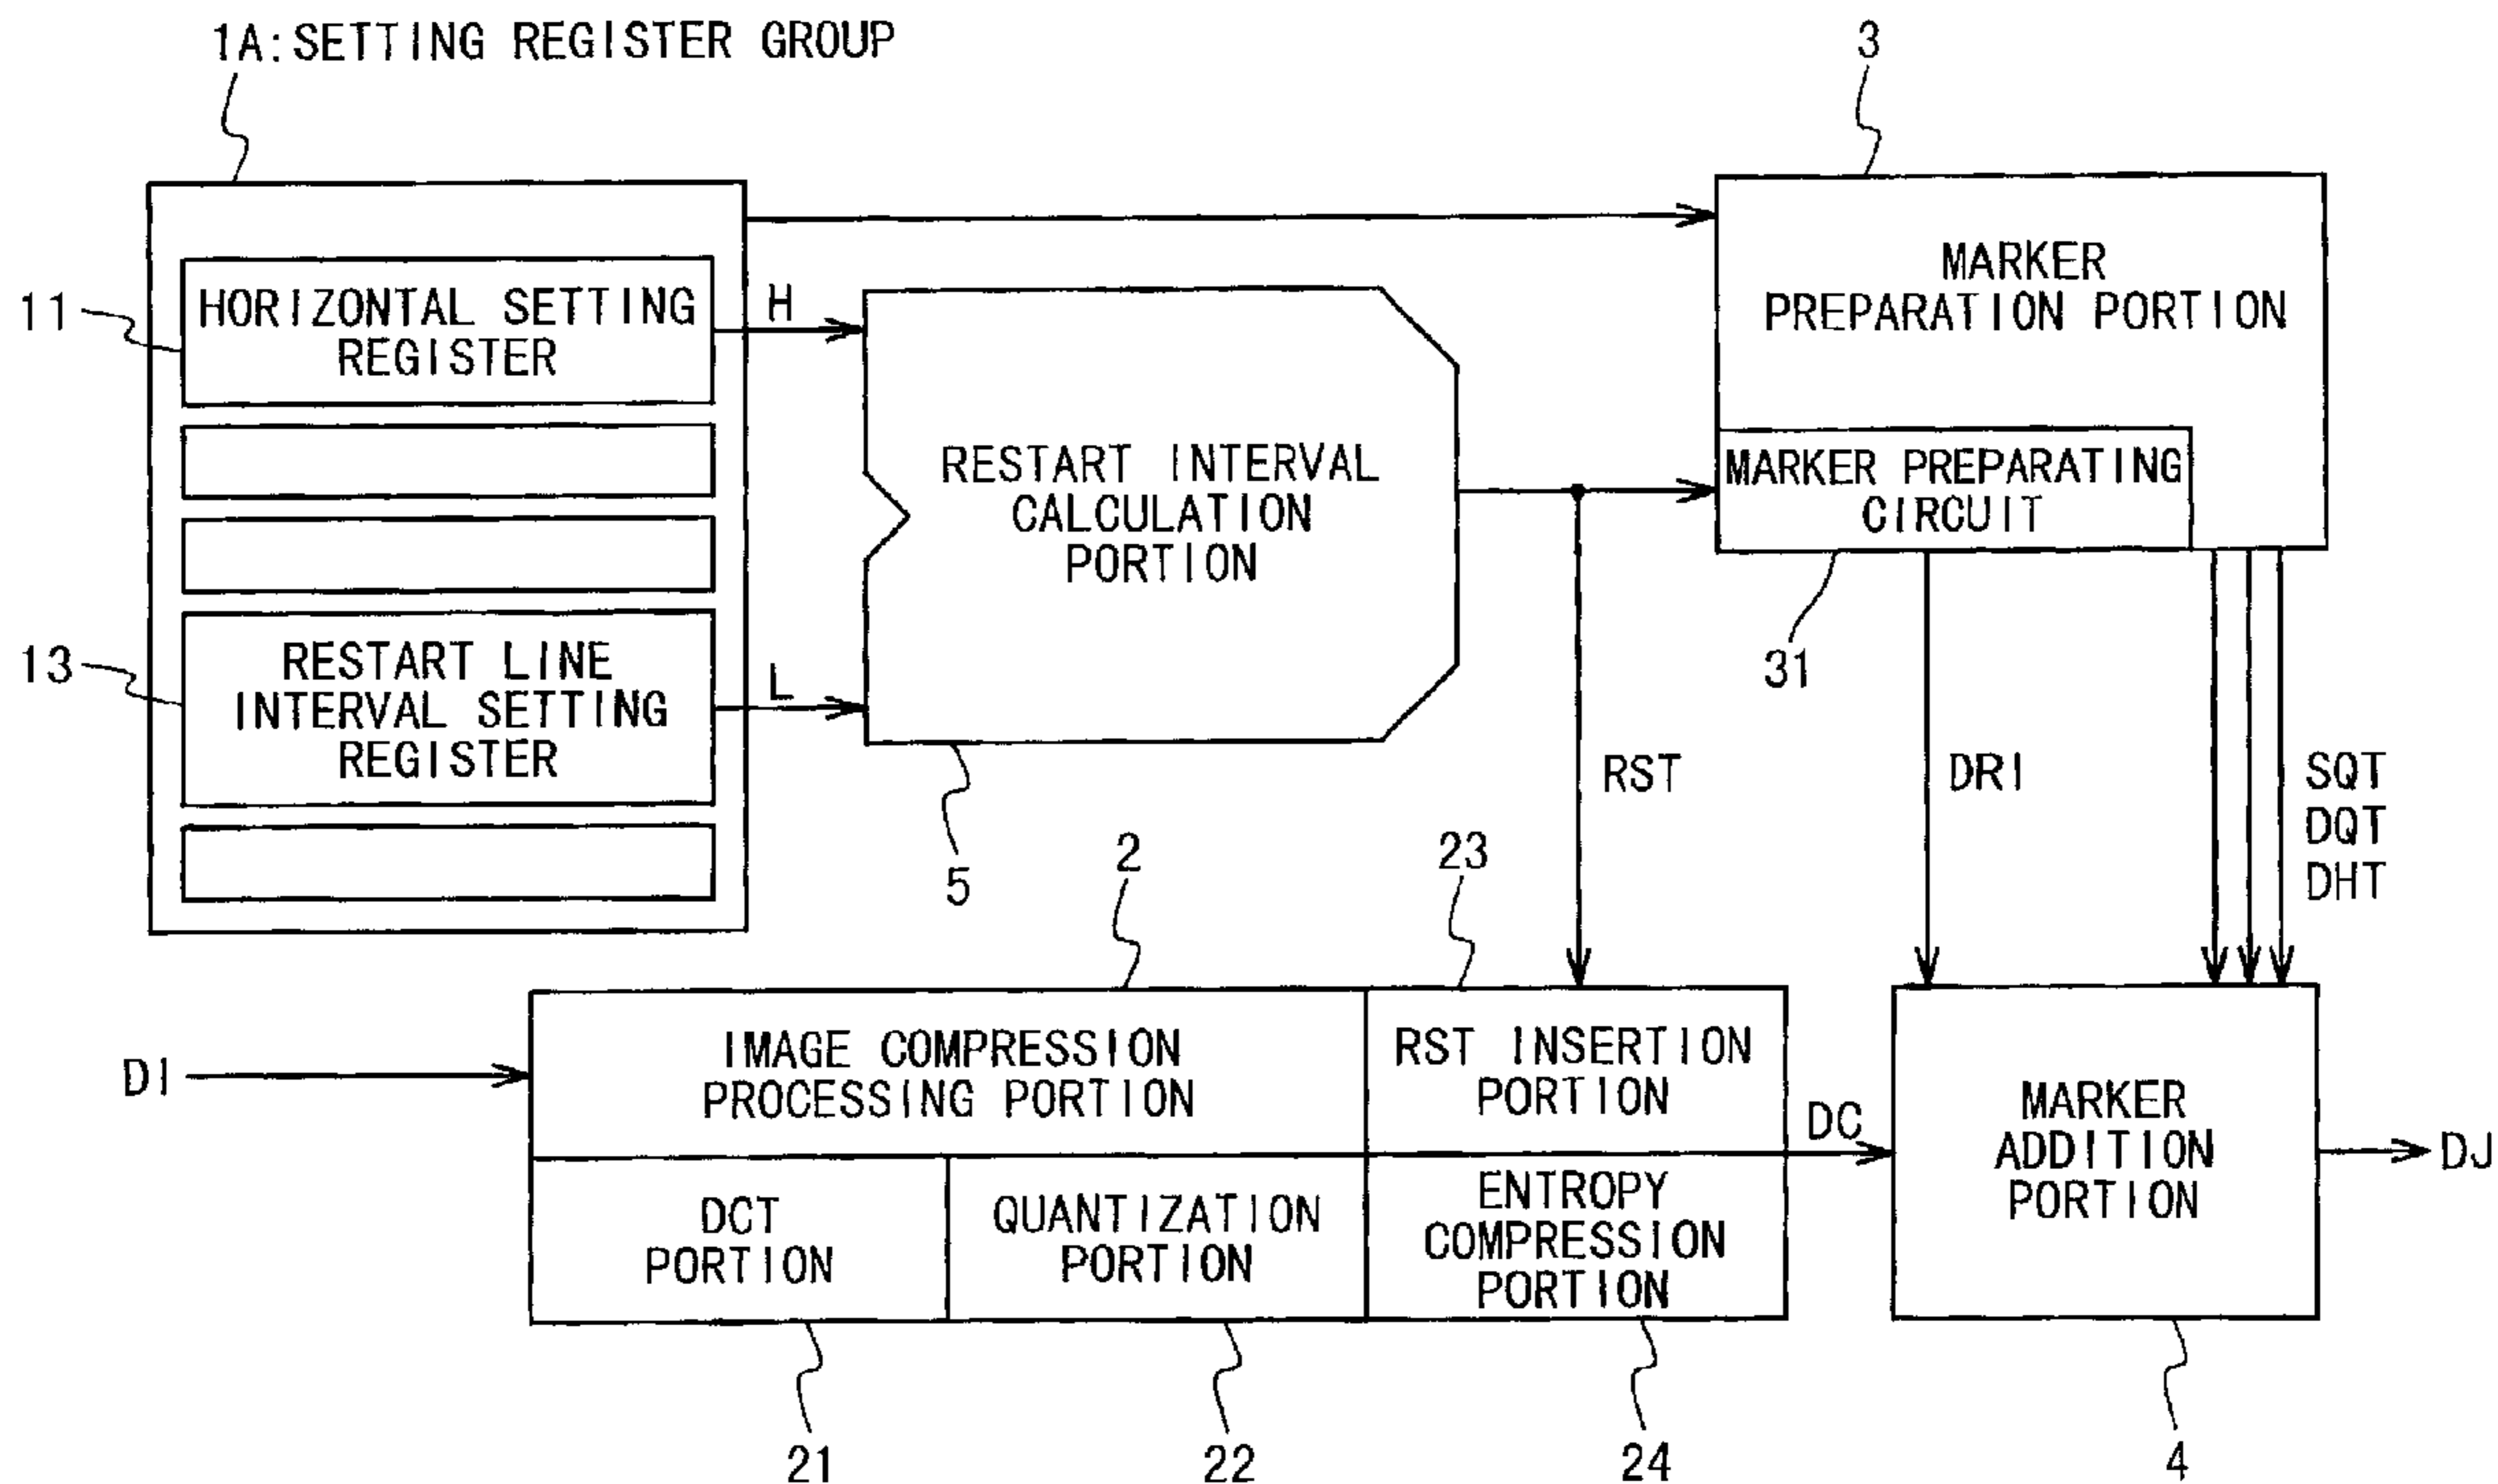 1A:SETTING REGISTER GROUP
3
11
HORIZONTAL SETTING
REGISTER
H
MARKER
PREPARATION PORTION
RESTART INTERVAL
CALCULATION
PORTION
MARKER PREPARATING
CIRCUIT
13
RESTART LINE
INTERVAL SETTING
REGISTER
L
31
5
RST
DRI
SQT
DQT
DHT
2
23
DI
IMAGE COMPRESSION
PROCESSING PORTION
RST INSERTION
PORTION
DC
MARKER
ADDITION
PORTION
DJ
DCT
PORTION
QUANTIZATION
PORTION
ENTROPY
COMPRESSION
PORTION
21
22
24
4